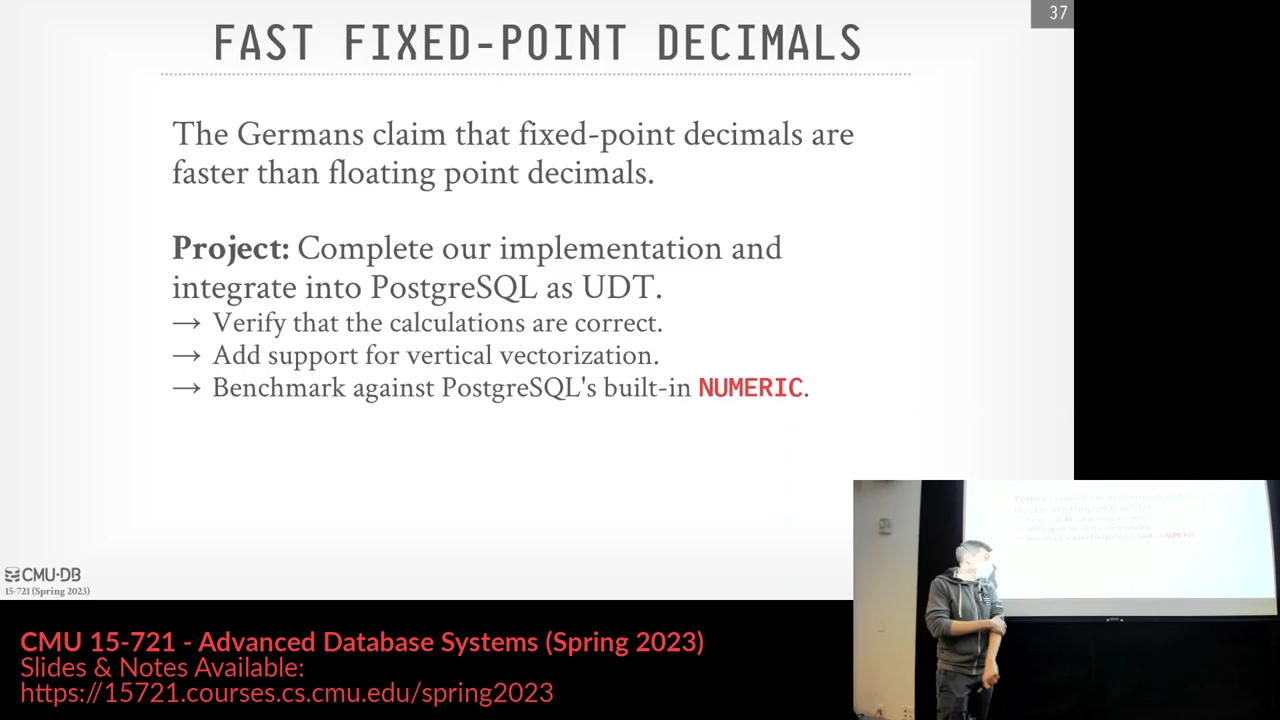 37
FAST FIXED-POINT DECIMALS
The Germans claim that fixed-point decimals are
faster than floating point decimals.
Project: Complete our implementation and
integrate into PostgreSQL as UDT.
→ Verify that the calculations are correct.
→ Add support for vertical vectorization.
→ Benchmark against PostgreSQL's built-in NUMERIC.
CMU·DB
15-721 (Spring 2023)
CMU 15-721 - Advanced Database Systems (Spring 2023)
Slides & Notes Available:
https://15721.courses.cs.cmu.edu/spring2023
NUMERIC